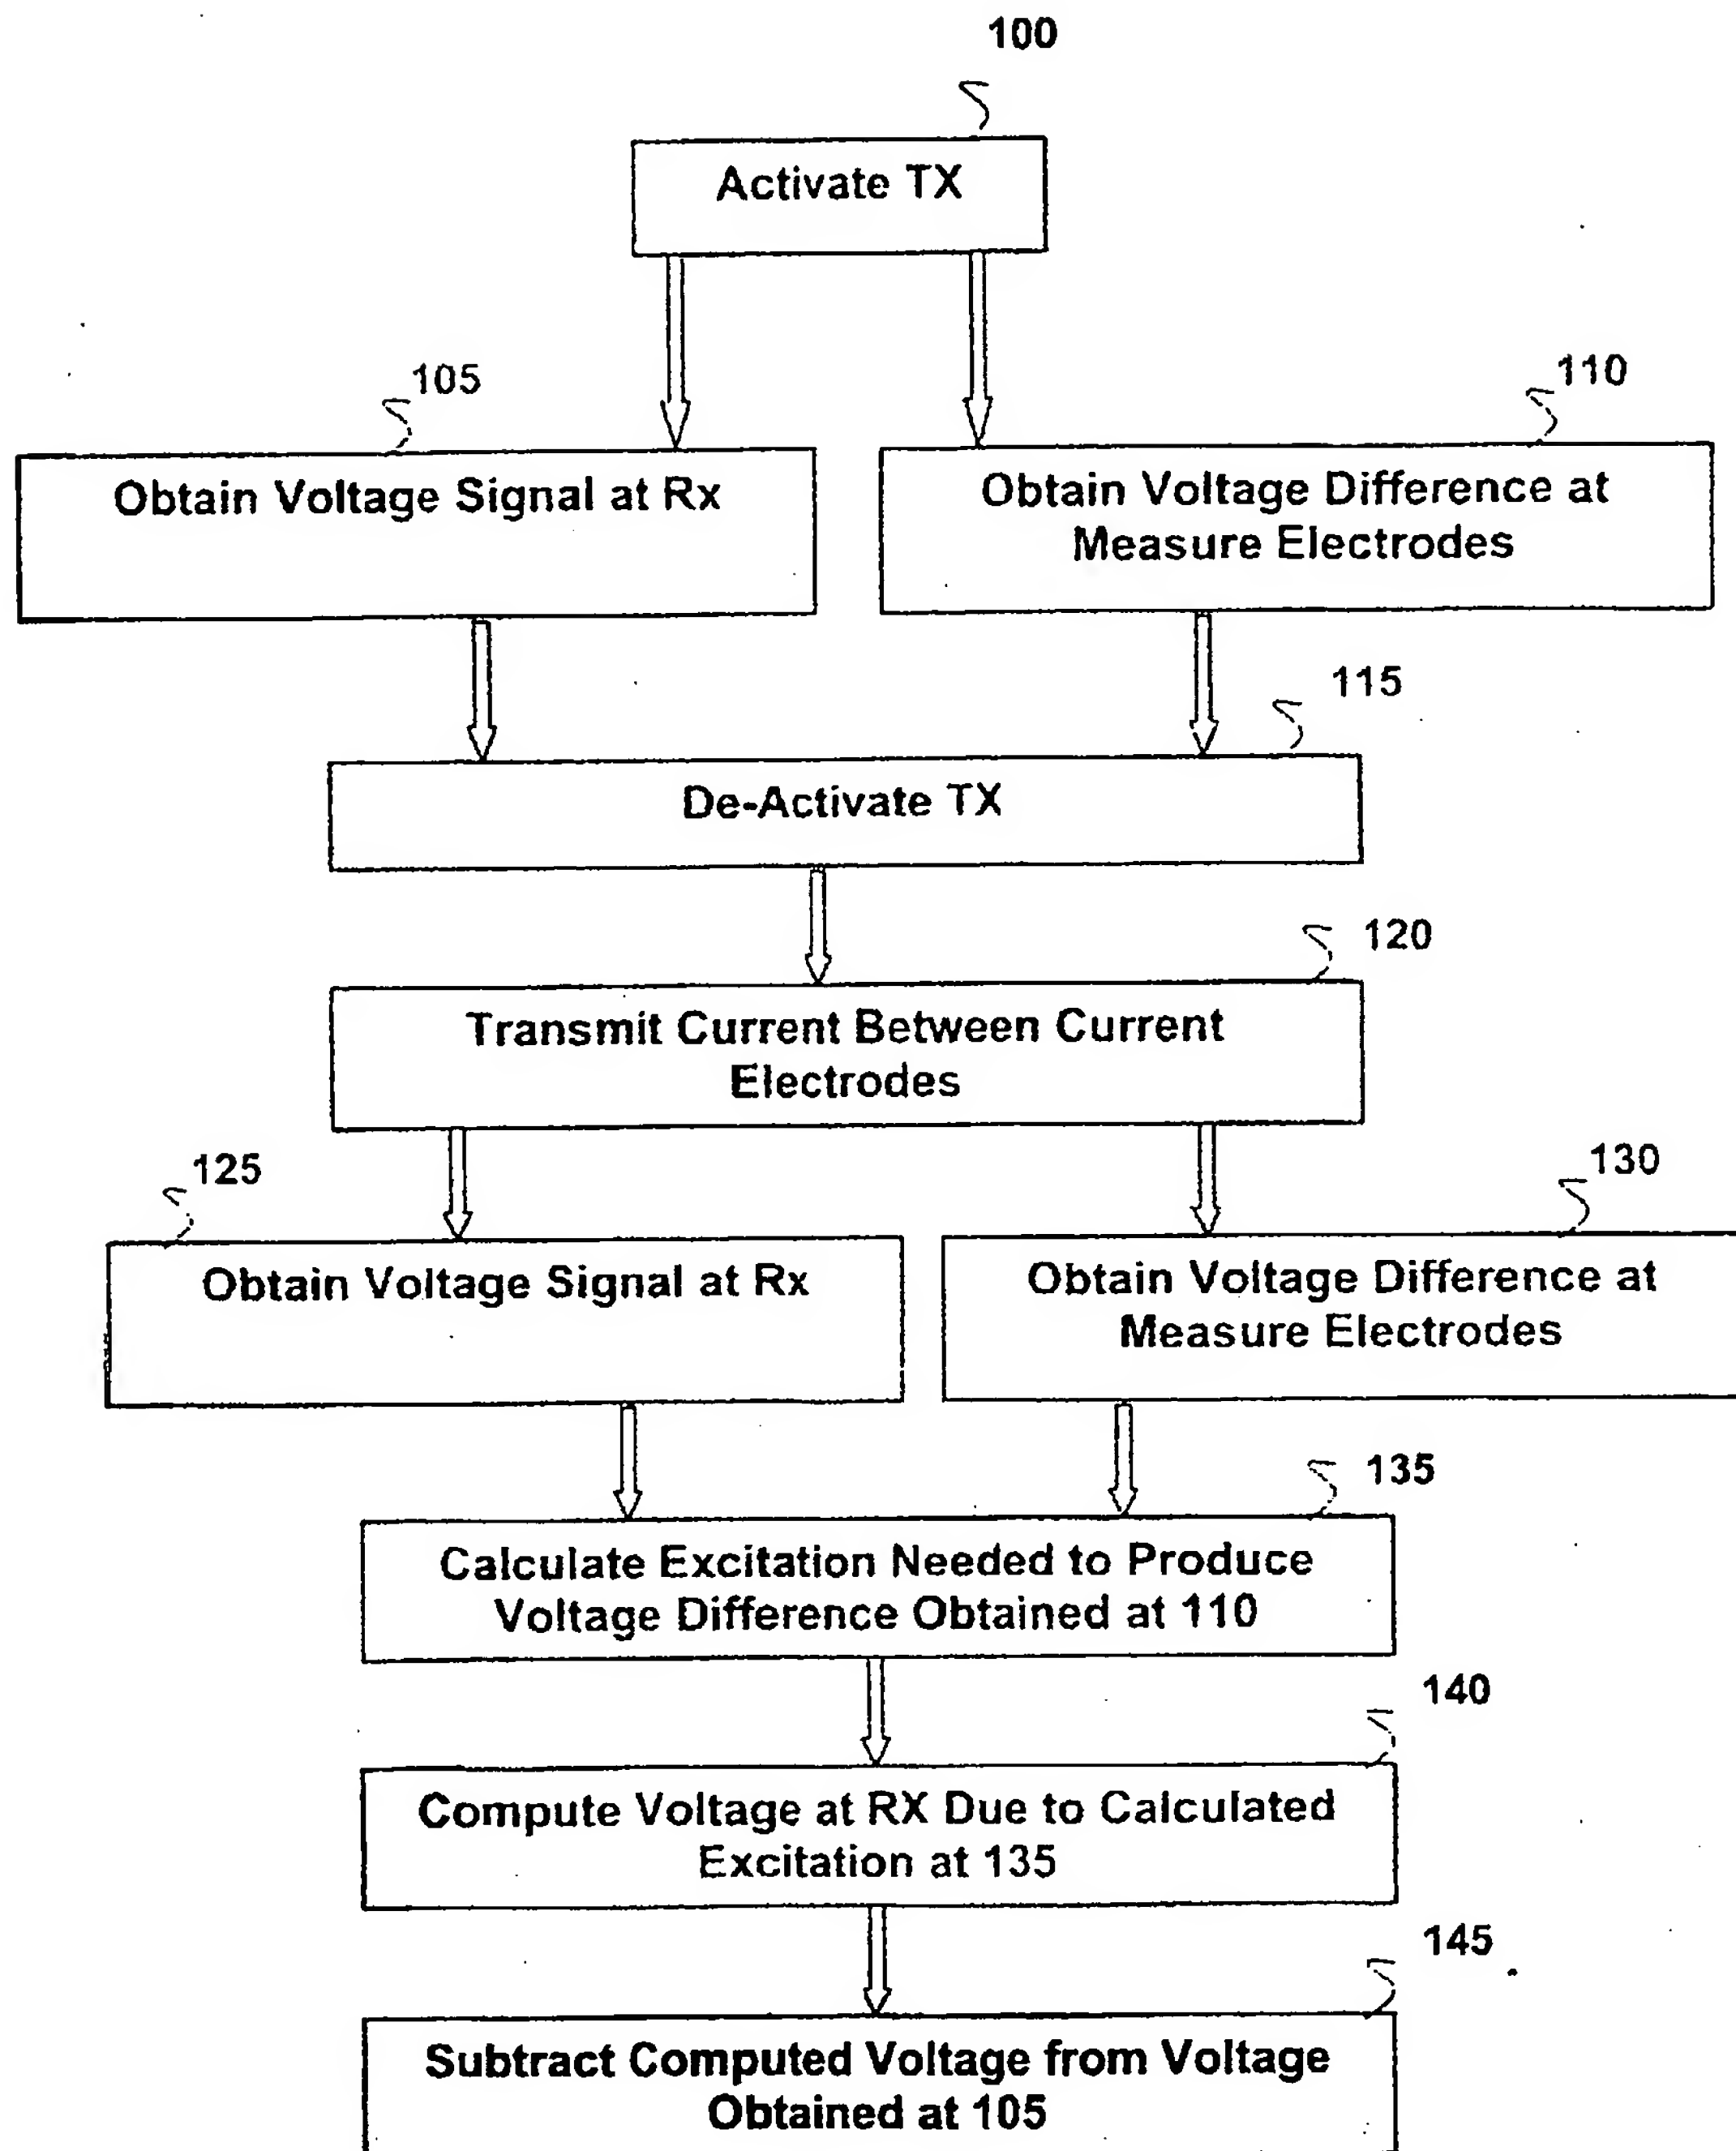 100
Activate TX
105
110
Obtain Voltage Signal at Rx
Obtain Voltage Difference at
Measure Electrodes
115
De-Activate TX
120
Transmit Current Between Current
Electrodes
125
130
Obtain Voltage Signal at Rx
Obtain Voltage Difference at
Measure Electrodes
135
Calculate Excitation Needed to Produce
Voltage Difference Obtained at 110
140
Compute Voltage at RX Due to Calculated
Excitation at 135
145
Subtract Computed Voltage from Voltage
Obtained at 105